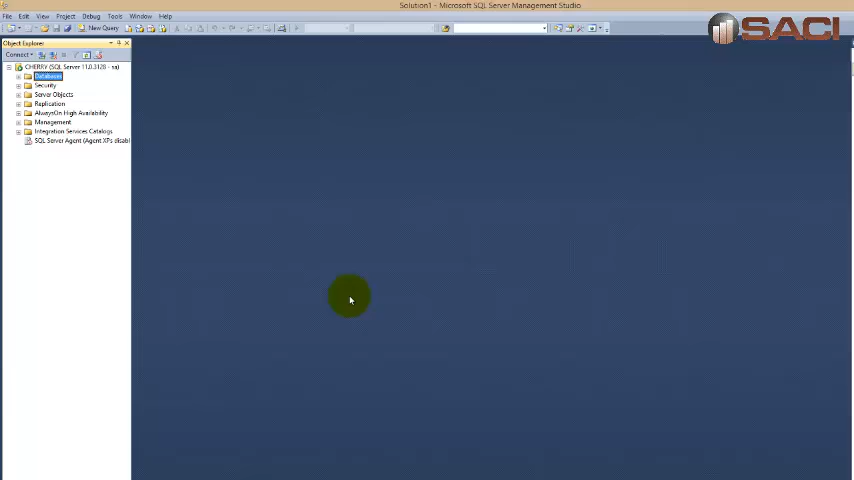 Solution1 - Microsoft SQL Server Management Studio
File Edit View Project Debug Tools Window Help
New Query
SACI
Object Explorer
Connect
CHERRY (SQL Server 11.0.3128 - sa)
Databases
Security
Server Objects
Replication
AlwaysOn High Availability
Management
Integration Services Catalogs
SQL Server Agent (Agent XPs disabl